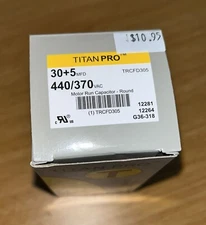 $10.95
TITAN PRO™
30+5 MFD TRCFD305
440/370 VAC
Motor Run Capacitor - Round
(1) TRCFD305
12281
12264
G36-318